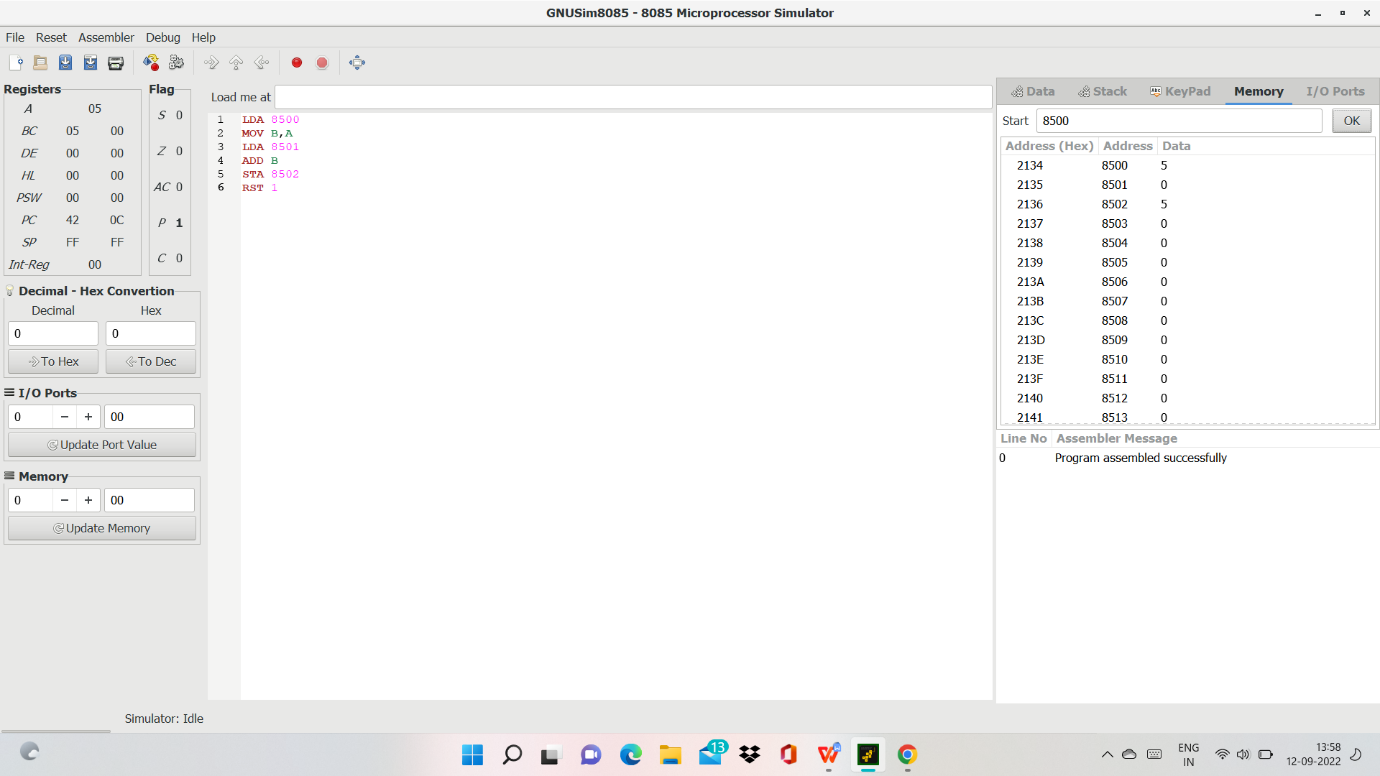 GNUSim8085 - 8085 Microprocessor Simulator
File Reset Assembler Debug Help
Registers
A 05
BC 05 00
DE 00 00
HL 00 00
PSW 00 00
PC 42 0C
SP FF FF
Int-Reg 00
Flag
S 0
Z 0
AC 0
P 1
C 0
Decimal - Hex Convertion
Decimal Hex
0 0
To Hex To Dec
I/O Ports
0 − + 00
Update Port Value
Memory
0 − + 00
Update Memory
Load me at
1 LDA 8500
2 MOV B,A
3 LDA 8501
4 ADD B
5 STA 8502
6 RST 1
Data Stack KeyPad Memory I/O Ports
Start 8500 OK
Address (Hex) Address Data
2134 8500 5
2135 8501 0
2136 8502 5
2137 8503 0
2138 8504 0
2139 8505 0
213A 8506 0
213B 8507 0
213C 8508 0
213D 8509 0
213E 8510 0
213F 8511 0
2140 8512 0
2141 8513 0
Line No Assembler Message
0 Program assembled successfully
Simulator: Idle
13
ENG
IN
13:58
12-09-2022